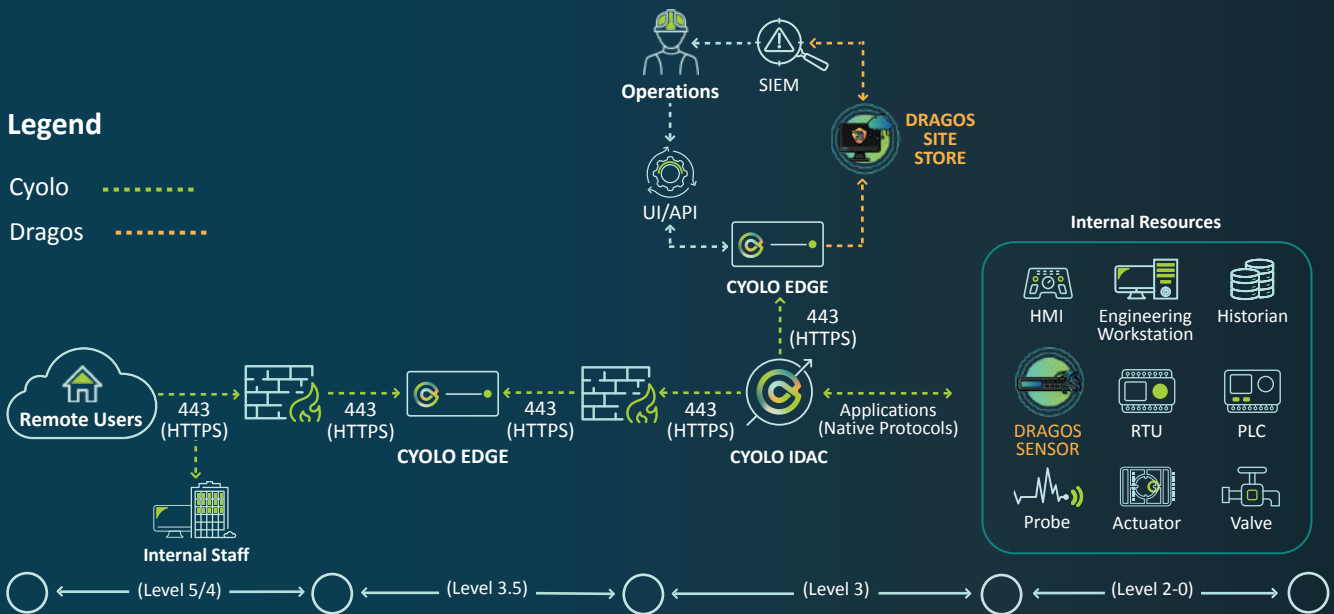 Operations
SIEM
DRAGOS
SITE
STORE
Legend
Cyolo
Dragos
UI/API
CYOLO EDGE
Internal Resources
HMI
Engineering
Workstation
Historian
443
(HTTPS)
Remote Users
443
(HTTPS)
443
(HTTPS)
CYOLO EDGE
443
(HTTPS)
443
(HTTPS)
CYOLO IDAC
Applications
(Native Protocols)
DRAGOS
SENSOR
RTU
PLC
Probe
Actuator
Valve
Internal Staff
(Level 5/4)
(Level 3.5)
(Level 3)
(Level 2-0)